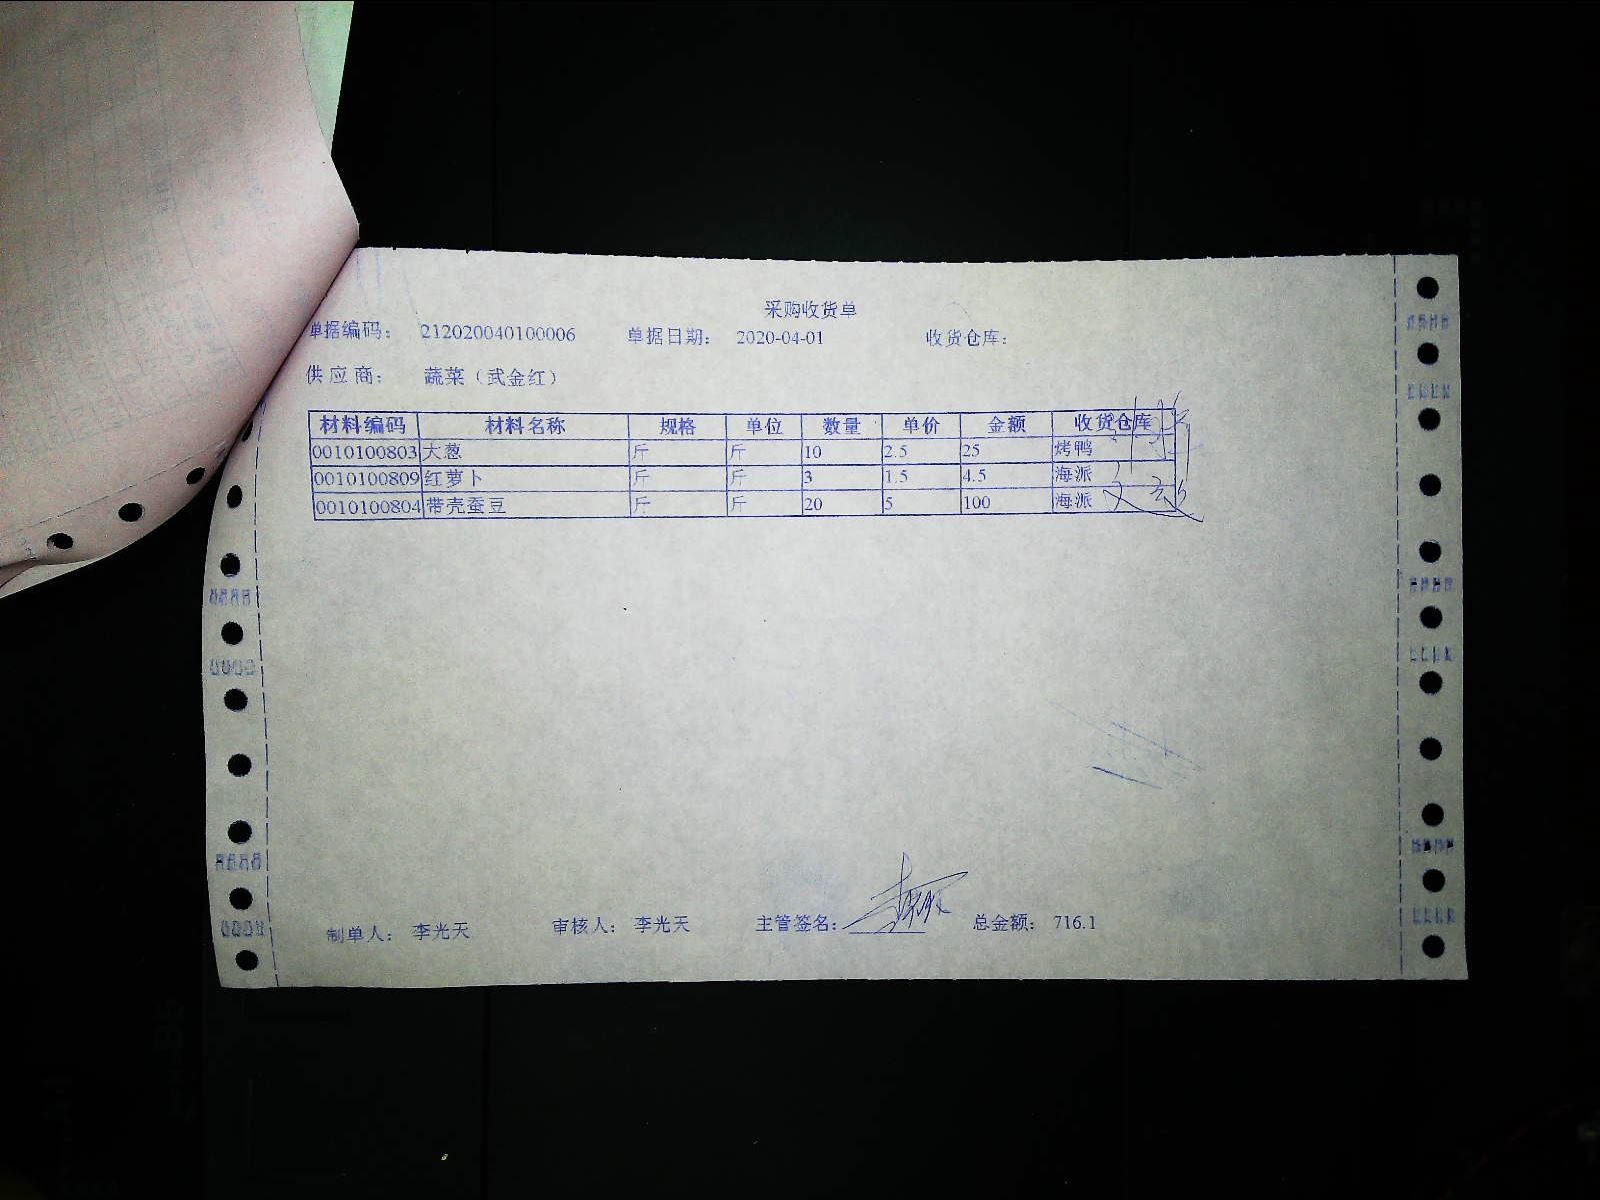 采购收货单
单据编码： 212020040100006 单据日期： 2020-04-01 收货仓库：
供应商： 蔬菜（武金红）
材料编码 材料名称 规格 单位 数量 单价 金额 收货仓库
0010100803 大葱 斤 斤 10 2.5 25 烤鸭
0010100809 红萝卜 斤 斤 3 1.5 4.5 海派
0010100804 带壳蚕豆 斤 斤 20 5 100 海派
制单人： 李光天 审核人： 李光天 主管签名： 总金额： 716.1